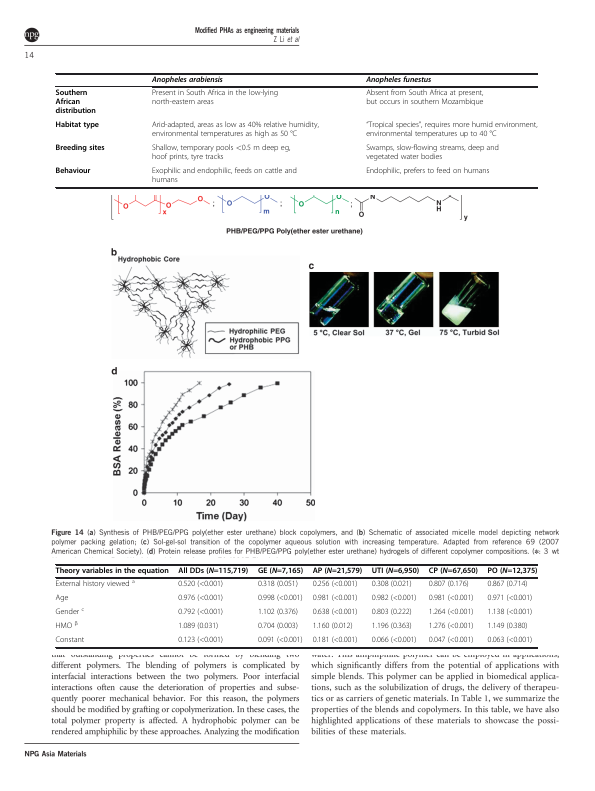 npg
Modified PHAs as engineering materials
Z Li et al
14
Anopheles arabiensis Anopheles funestus
Southern African distribution Present in South Africa in the low-lying north-eastern areas Absent from South Africa at present, but occurs in southern Mozambique
Habitat type Arid-adapted, areas as low as 40% relative humidity, environmental temperatures as high as 50 °C "Tropical species", requires more humid environment, environmental temperatures up to 40 °C
Breeding sites Shallow, temporary pools <0.5 m deep eg, hoof prints, tyre tracks Swamps, slow-flowing streams, deep and vegetated water bodies
Behaviour Exophilic and endophilic, feeds on cattle and humans Endophilic, prefers to feed on humans
O O O O x ; O m ; O n ; N N H O y
PHB/PEG/PPG Poly(ether ester urethane)
b
Hydrophobic Core
Hydrophilic PEG
Hydrophobic PPG
or PHB
c
5 °C, Clear Sol 37 °C, Gel 75 °C, Turbid Sol
d
BSA Release (%)
100
80
60
40
20
0
0 10 20 30 40 50
Time (Day)
Figure 14 (a) Synthesis of PHB/PEG/PPG poly(ether ester urethane) block copolymers, and (b) Schematic of associated micelle model depicting network
polymer packing gelation; (c) Sol-gel-sol transition of the copolymer aqueous solution with increasing temperature. Adapted from reference 69 (2007
American Chemical Society). (d) Protein release profiles for PHB/PEG/PPG poly(ether ester urethane) hydrogels of different copolymer compositions. (∗: 3 wt
Theory variables in the equation All DDs (N=115,719) GE (N=7,165) AP (N=21,579) UTI (N=6,950) CP (N=67,650) PO (N=12,375)
External history viewed a 0.520 (<0.001) 0.318 (0.051) 0.256 (<0.001) 0.308 (0.021) 0.807 (0.176) 0.867 (0.714)
Age 0.976 (<0.001) 0.998 (<0.001) 0.981 (<0.001) 0.982 (<0.001) 0.981 (<0.001) 0.971 (<0.001)
Gender c 0.792 (<0.001) 1.102 (0.376) 0.638 (<0.001) 0.803 (0.222) 1.264 (<0.001) 1.138 (<0.001)
HMO β 1.089 (0.031) 0.704 (0.003) 1.160 (0.012) 1.196 (0.363) 1.276 (<0.001) 1.149 (0.380)
Constant 0.123 (<0.001) 0.091 (<0.001) 0.181 (<0.001) 0.066 (<0.001) 0.047 (<0.001) 0.063 (<0.001)
that outstanding properties cannot be formed by blending two
different polymers. The blending of polymers is complicated by
interfacial interactions between the two polymers. Poor interfacial
interactions often cause the deterioration of properties and subse-
quently poorer mechanical behavior. For this reason, the polymers
should be modified by grafting or copolymerization. In these cases, the
total polymer property is affected. A hydrophobic polymer can be
rendered amphiphilic by these approaches. Analyzing the modification
water. This amphiphilic polymer can be employed in applications,
which significantly differs from the potential of applications with
simple blends. This polymer can be applied in biomedical applica-
tions, such as the solubilization of drugs, the delivery of therapeu-
tics or as carriers of genetic materials. In Table 1, we summarize the
properties of the blends and copolymers. In this table, we have also
highlighted applications of these materials to showcase the possi-
bilities of these materials.
NPG Asia Materials